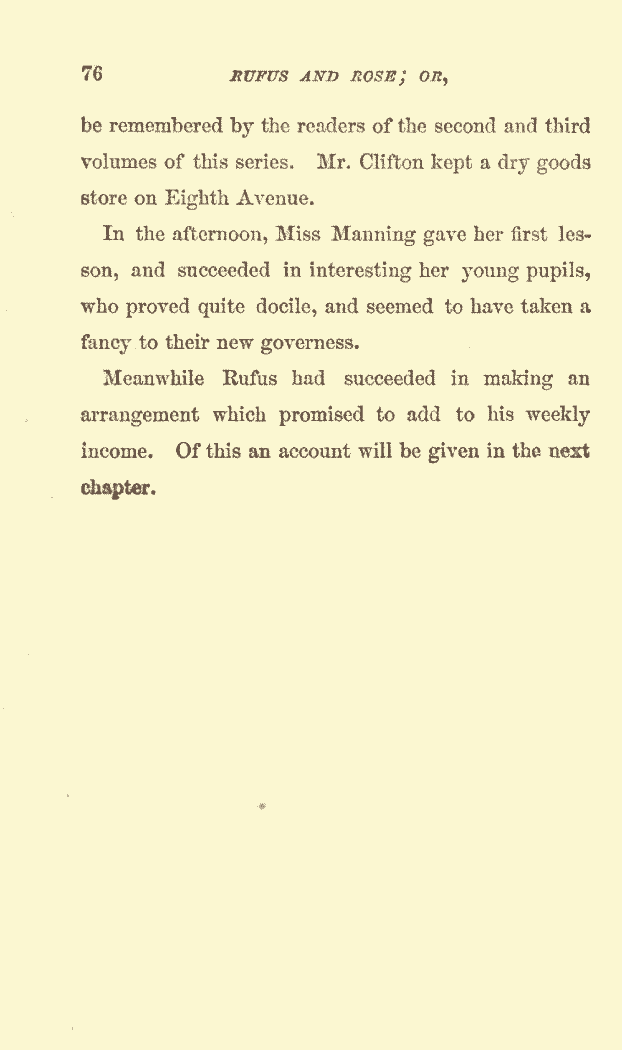 76 RUFUS AND ROSE; OR,
be remembered by the readers of the second and third
volumes of this series. Mr. Clifton kept a dry goods
store on Eighth Avenue.
In the afternoon, Miss Manning gave her first les-
son, and succeeded in interesting her young pupils,
who proved quite docile, and seemed to have taken a
fancy to their new governess.
Meanwhile Rufus had succeeded in making an
arrangement which promised to add to his weekly
income. Of this an account will be given in the next
chapter.